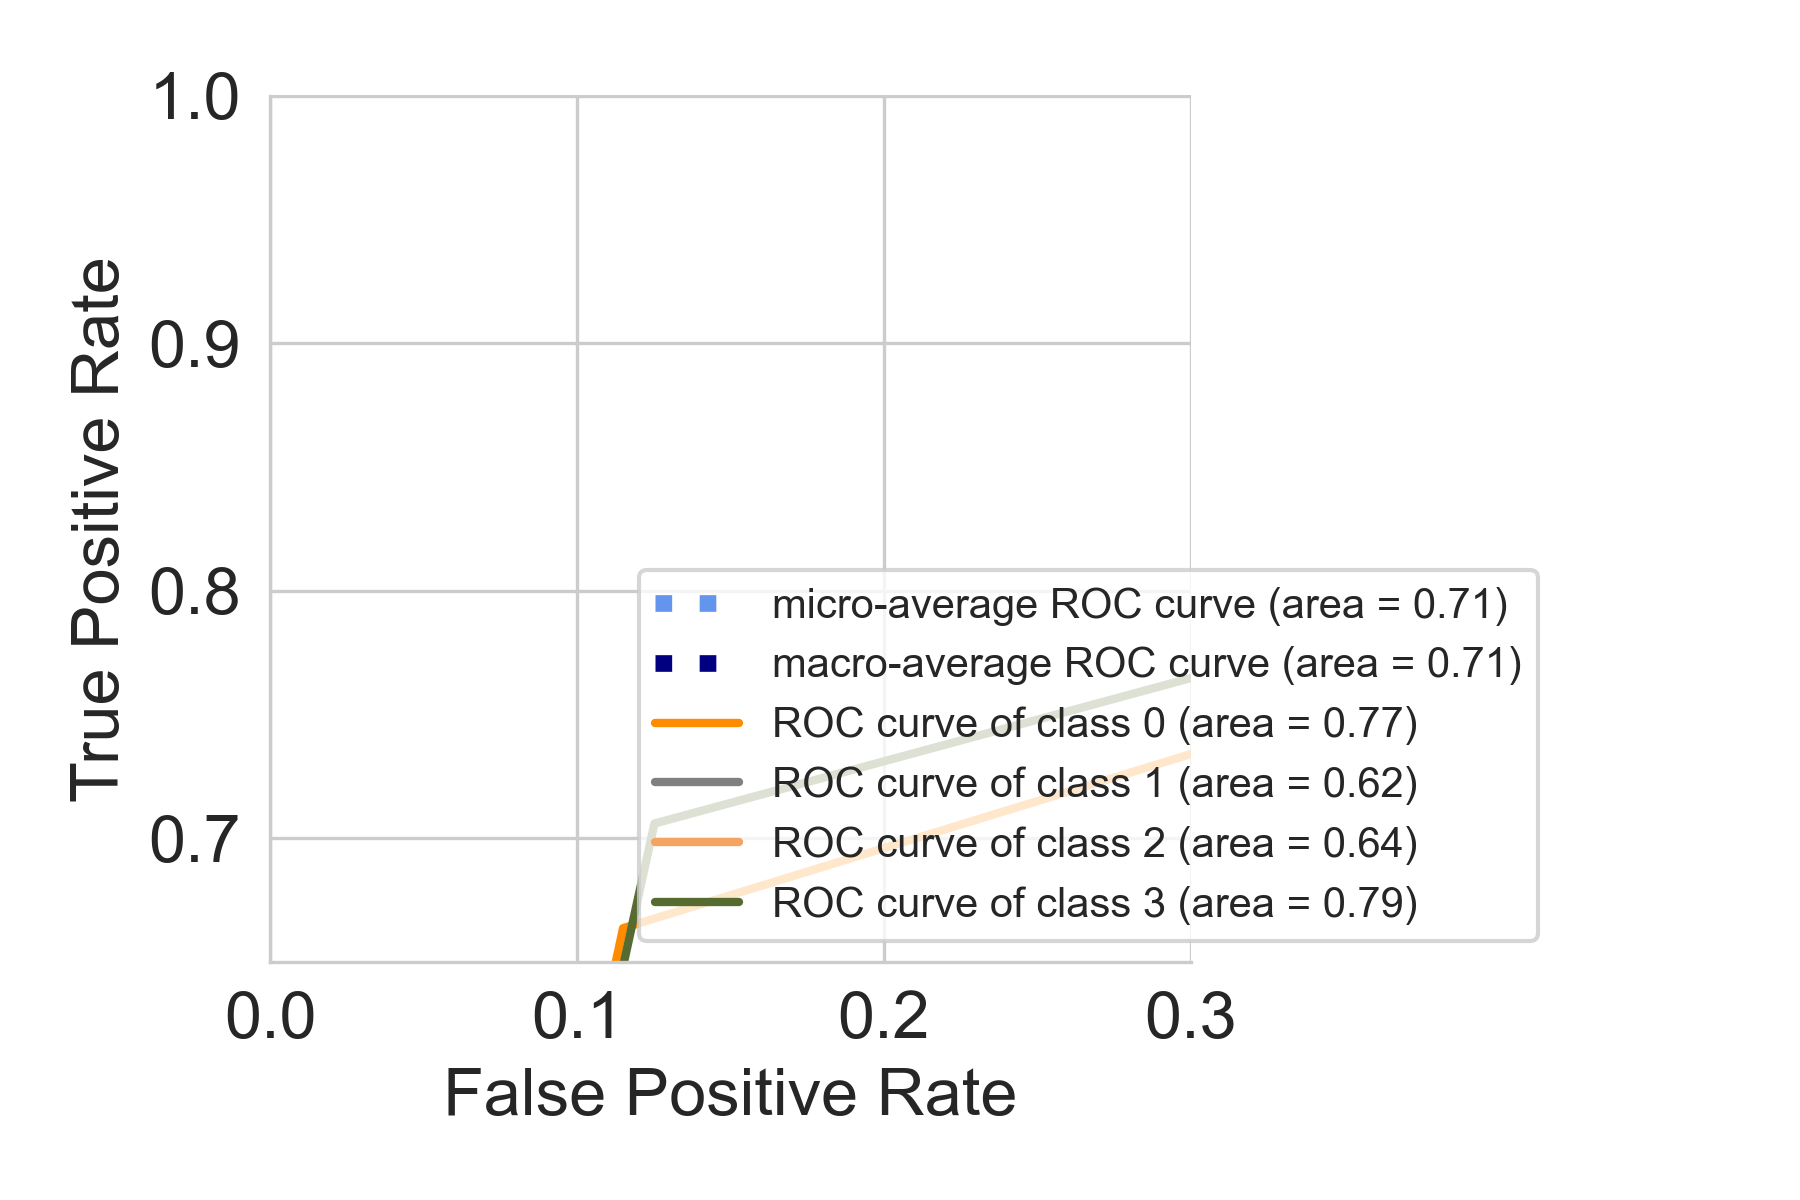 1.0
0.9
0.8
0.7
True Positive Rate
micro-average ROC curve (area = 0.71)
macro-average ROC curve (area = 0.71)
ROC curve of class 0 (area = 0.77)
ROC curve of class 1 (area = 0.62)
ROC curve of class 2 (area = 0.64)
ROC curve of class 3 (area = 0.79)
0.0 0.1 0.2 0.3
False Positive Rate